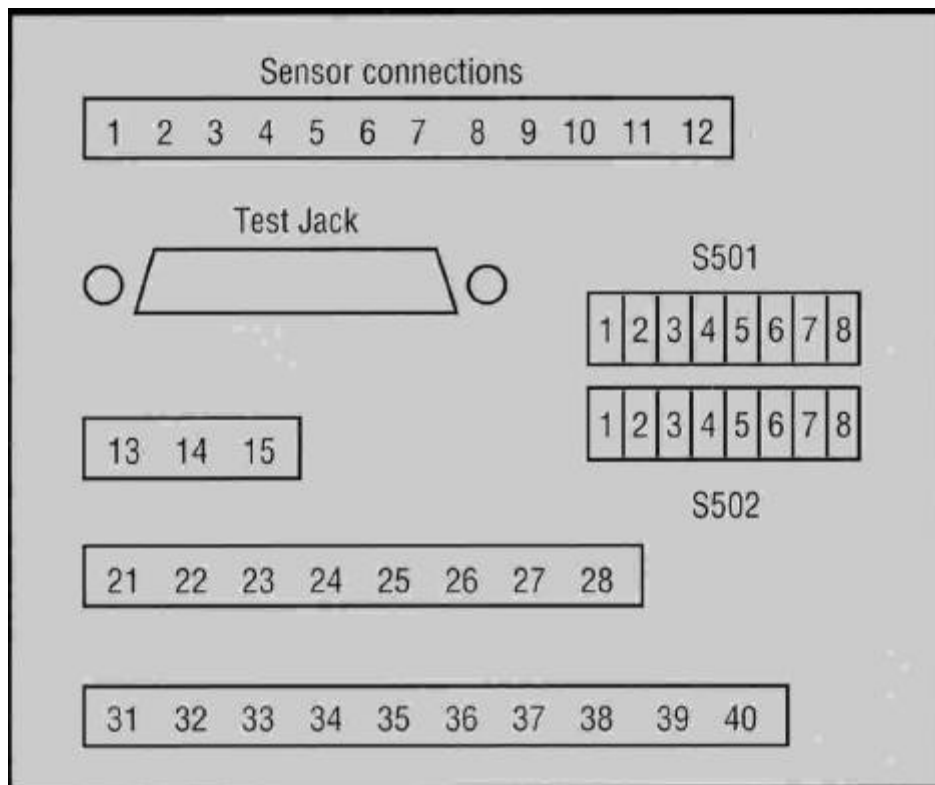 Sensor connections
1 2 3 4 5 6 7 8 9 10 11 12
Test Jack
S501
1 2 3 4 5 6 7 8
1 2 3 4 5 6 7 8
S502
13 14 15
21 22 23 24 25 26 27 28
31 32 33 34 35 36 37 38 39 40